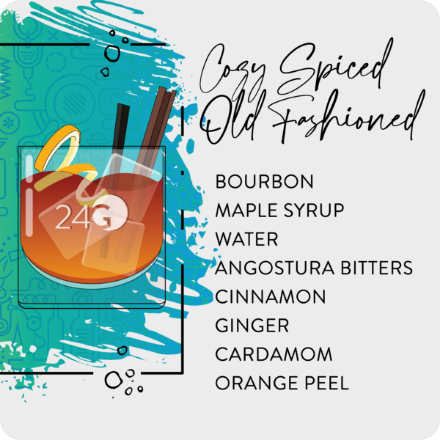 Cozy Spiced
Old Fashioned
BOURBON
MAPLE SYRUP
WATER
ANGOSTURA BITTERS
CINNAMON
GINGER
CARDAMOM
ORANGE PEEL
24G